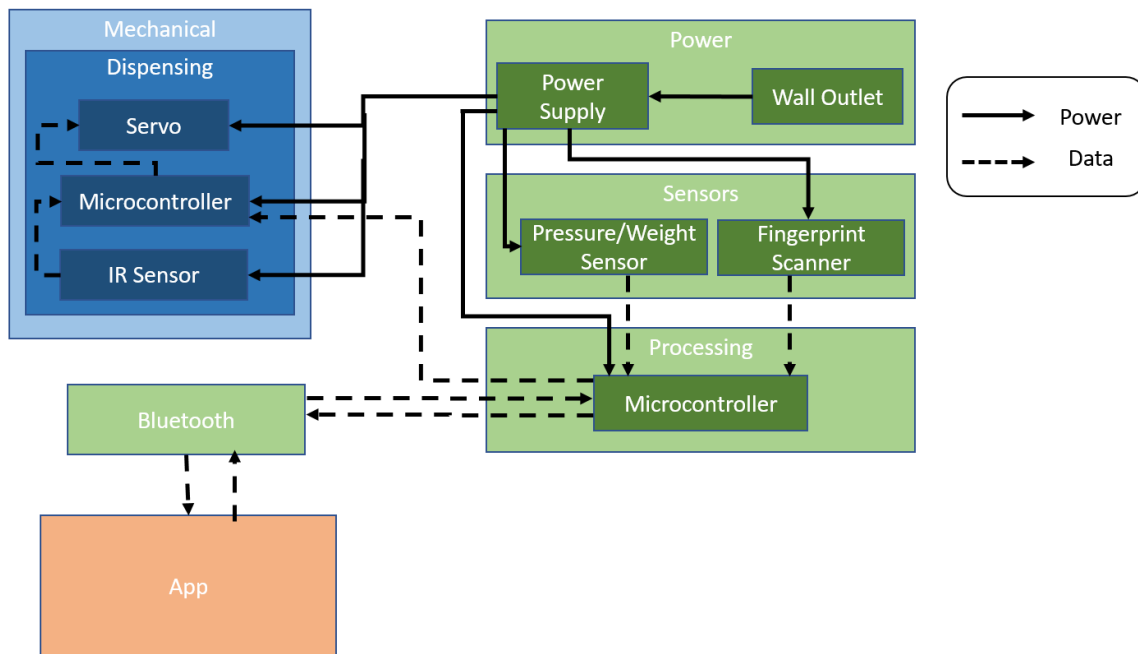 Mechanical
Dispensing
Servo
Microcontroller
IR Sensor
Power
Power
Supply
Wall Outlet
Sensors
Pressure/Weight
Sensor
Fingerprint
Scanner
Processing
Microcontroller
Bluetooth
App
Power
Data